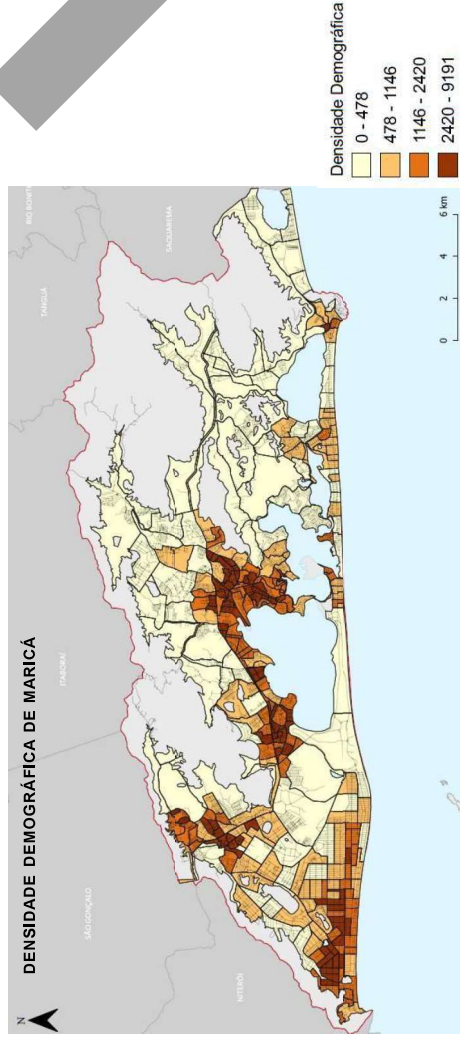 DENSIDADE DEMOGRÁFICA DE MARICÁ
N
SÃO GONÇALO
ITABORAÍ
TANGUÁ
RIO BONIT
NITERÓI
SAQUAREMA
0 2 4 6 km
Densidade Demográfica
0 - 478
478 - 1146
1146 - 2420
2420 - 9191